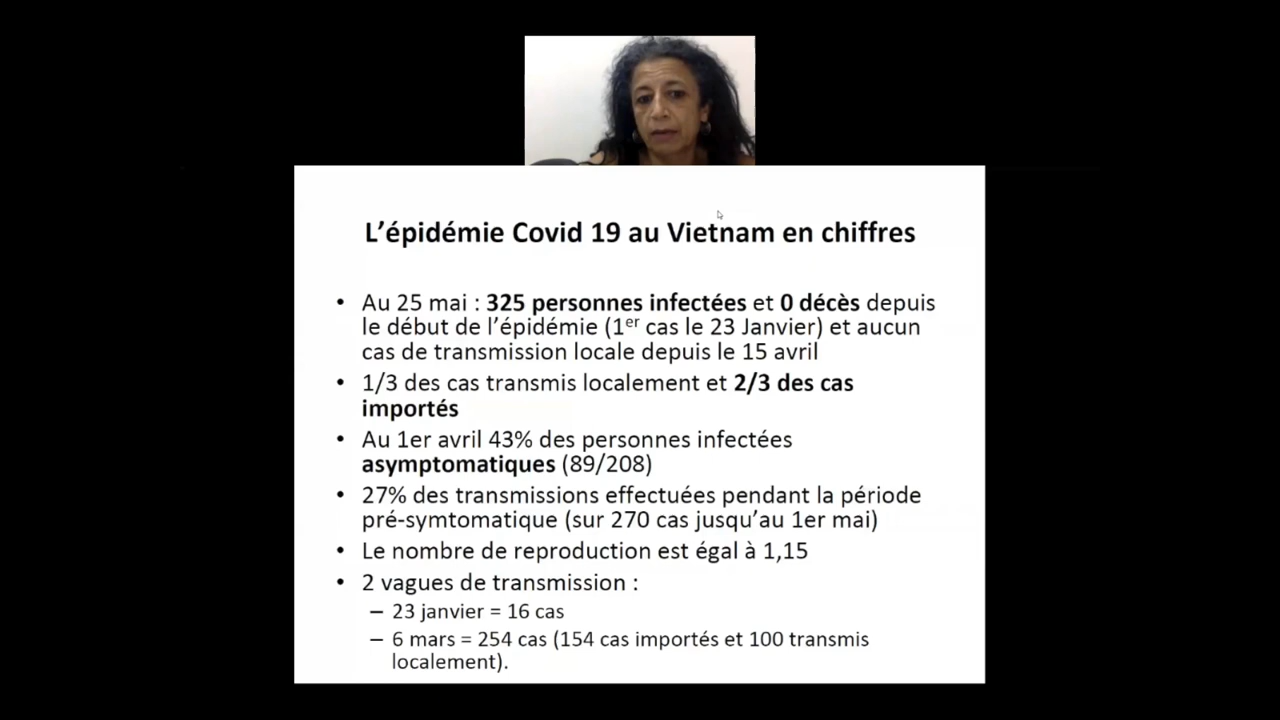 L'épidémie Covid 19 au Vietnam en chiffres
• Au 25 mai : 325 personnes infectées et 0 décès depuis
le début de l'épidémie (1er cas le 23 Janvier) et aucun
cas de transmission locale depuis le 15 avril
• 1/3 des cas transmis localement et 2/3 des cas
importés
• Au 1er avril 43% des personnes infectées
asymptomatiques (89/208)
• 27% des transmissions effectuées pendant la période
pré-symtomatique (sur 270 cas jusqu'au 1er mai)
• Le nombre de reproduction est égal à 1,15
• 2 vagues de transmission :
– 23 janvier = 16 cas
– 6 mars = 254 cas (154 cas importés et 100 transmis
localement).